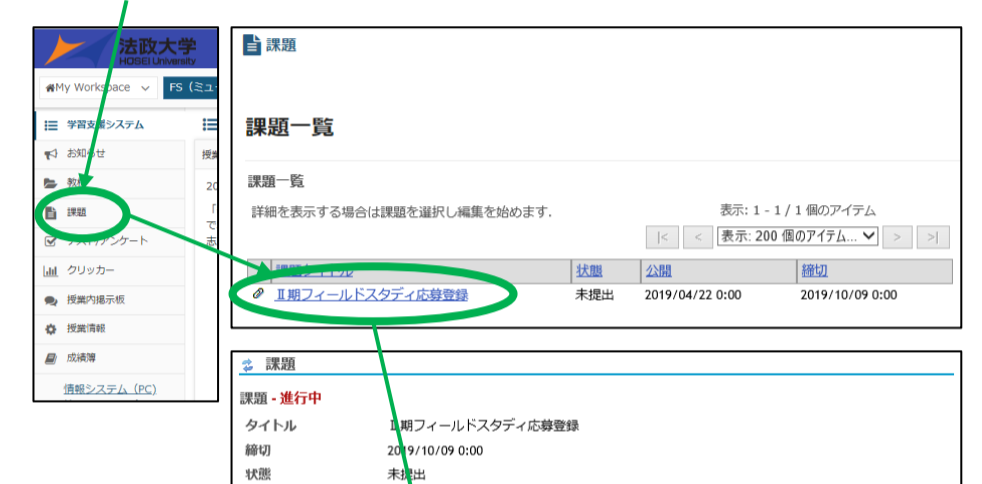 法政大学
HOSEI University
My Workspace
FS（ミュ
学習支援システム
お知らせ
授業
教材
20
課題
「
で
テスト/アンケート
志
クリッカー
授業内掲示板
授業情報
成績簿
情報システム（PC)
課題
課題一覧
課題一覧
詳細を表示する場合は課題を選択し編集を始めます.
表示: 1 - 1 / 1 個のアイテム
|< < 表示: 200 個のアイテム... > >|
課題タイトル 状態 公開 締切
Ⅱ期フィールドスタディ応募登録 未提出 2019/04/22 0:00 2019/10/09 0:00
課題
課題 - 進行中
タイトル Ⅱ期フィールドスタディ応募登録
締切 2019/10/09 0:00
状態 未提出